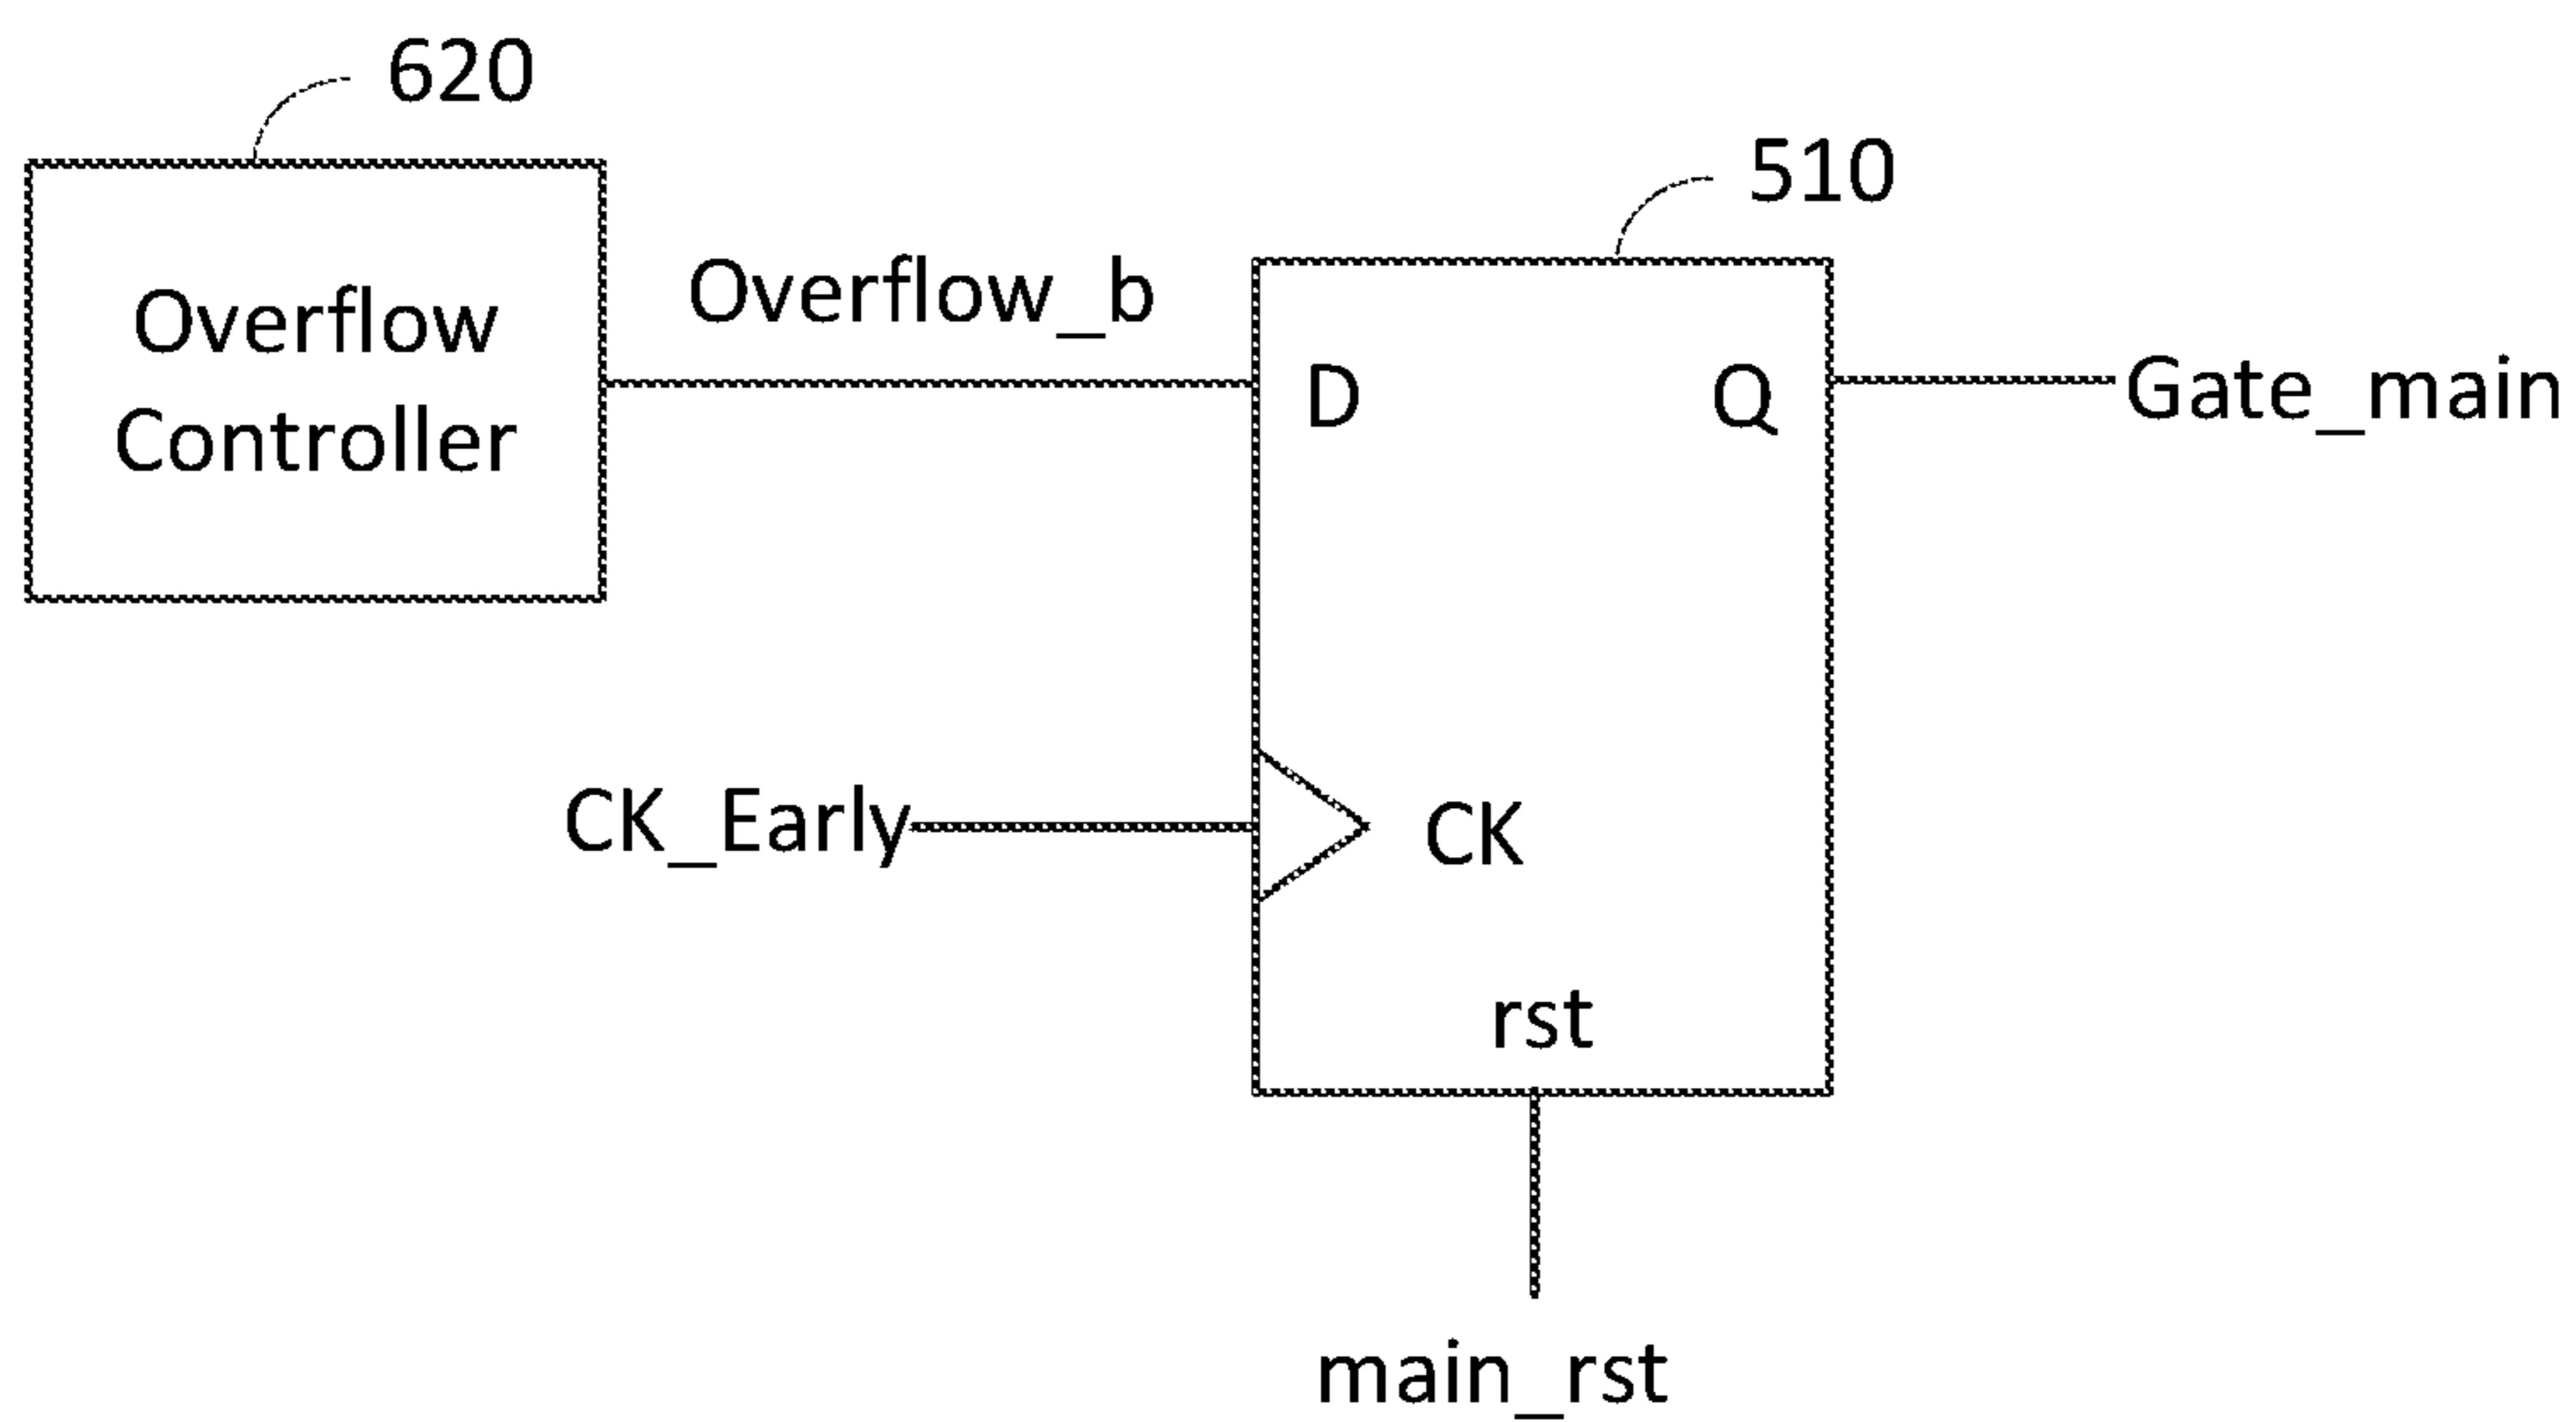 620
510
Overflow
Controller
Overflow_b
D
Q
Gate_main
CK_Early
CK
rst
main_rst